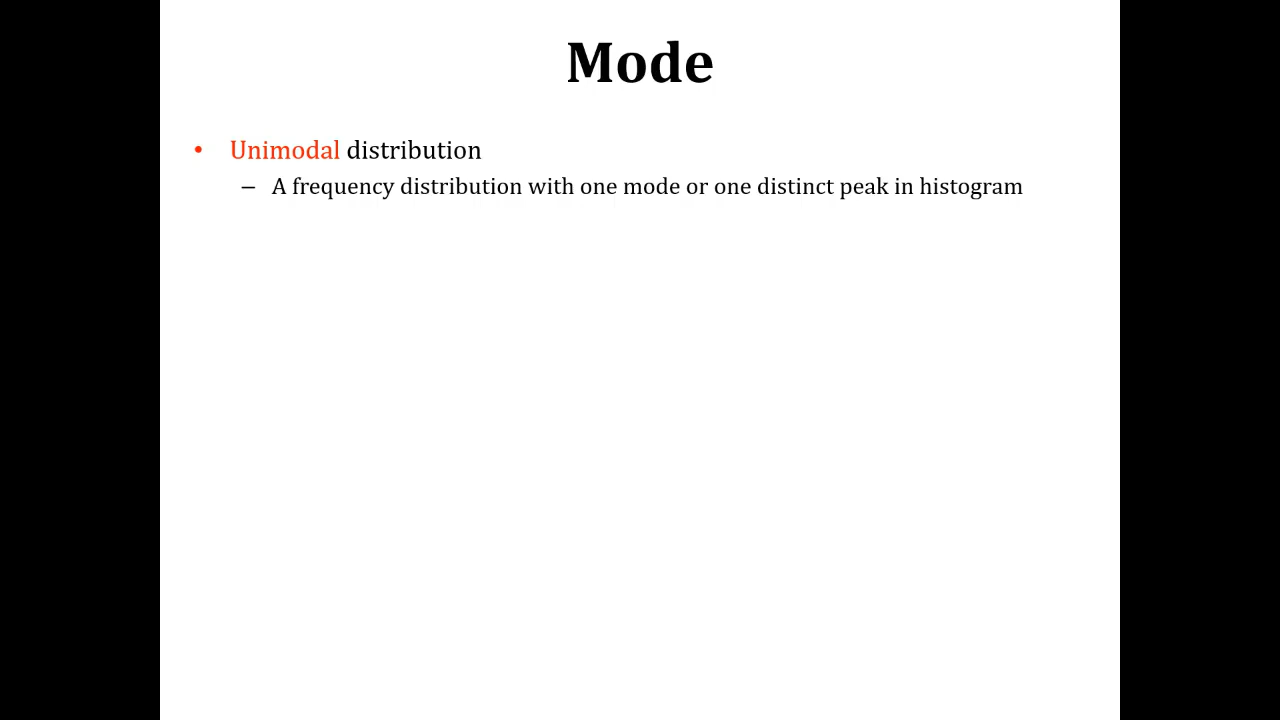 Mode
• Unimodal distribution
– A frequency distribution with one mode or one distinct peak in histogram